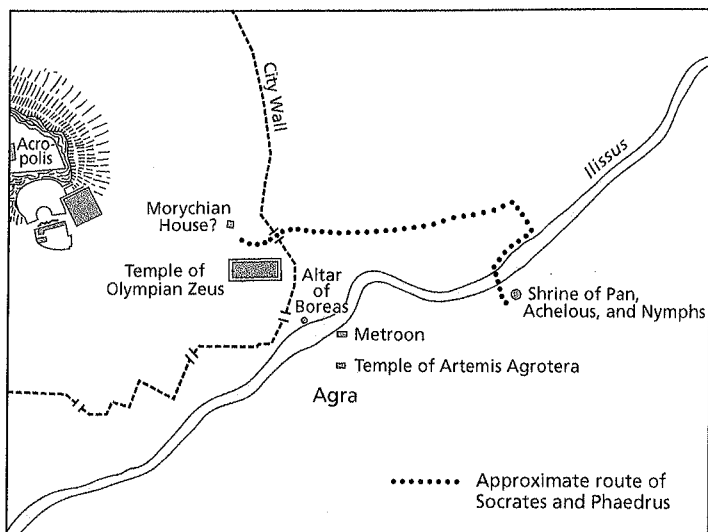 City Wall
Ilissus
Acro-
polis
Morychian
House?
Temple of
Olympian Zeus
Altar
of
Boreas
Shrine of Pan,
Achelous, and Nymphs
Metroon
Temple of Artemis Agrotera
Agra
Approximate route of
Socrates and Phaedrus